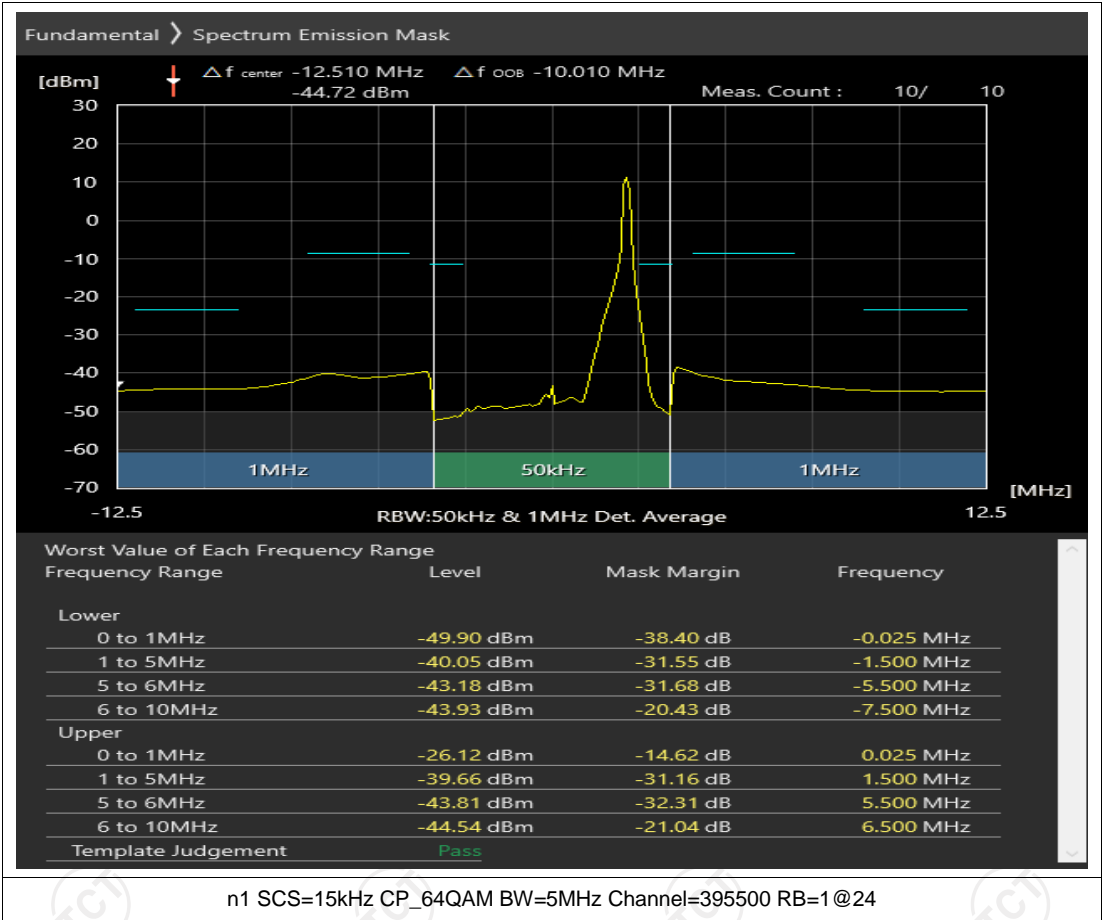 Fundamental ❯ Spectrum Emission Mask
[dBm] Δf center -12.510 MHz Δf OOB -10.010 MHz
-44.72 dBm Meas. Count : 10/ 10
30
20
10
0
-10
-20
-30
-40
-50
-60
1MHz 50kHz 1MHz
-70 [MHz]
-12.5 RBW:50kHz & 1MHz Det. Average 12.5
Worst Value of Each Frequency Range
Frequency Range Level Mask Margin Frequency
Lower
0 to 1MHz -49.90 dBm -38.40 dB -0.025 MHz
1 to 5MHz -40.05 dBm -31.55 dB -1.500 MHz
5 to 6MHz -43.18 dBm -31.68 dB -5.500 MHz
6 to 10MHz -43.93 dBm -20.43 dB -7.500 MHz
Upper
0 to 1MHz -26.12 dBm -14.62 dB 0.025 MHz
1 to 5MHz -39.66 dBm -31.16 dB 1.500 MHz
5 to 6MHz -43.81 dBm -32.31 dB 5.500 MHz
6 to 10MHz -44.54 dBm -21.04 dB 6.500 MHz
Template Judgement Pass
n1 SCS=15kHz CP_64QAM BW=5MHz Channel=395500 RB=1@24
TCT TCT TCT